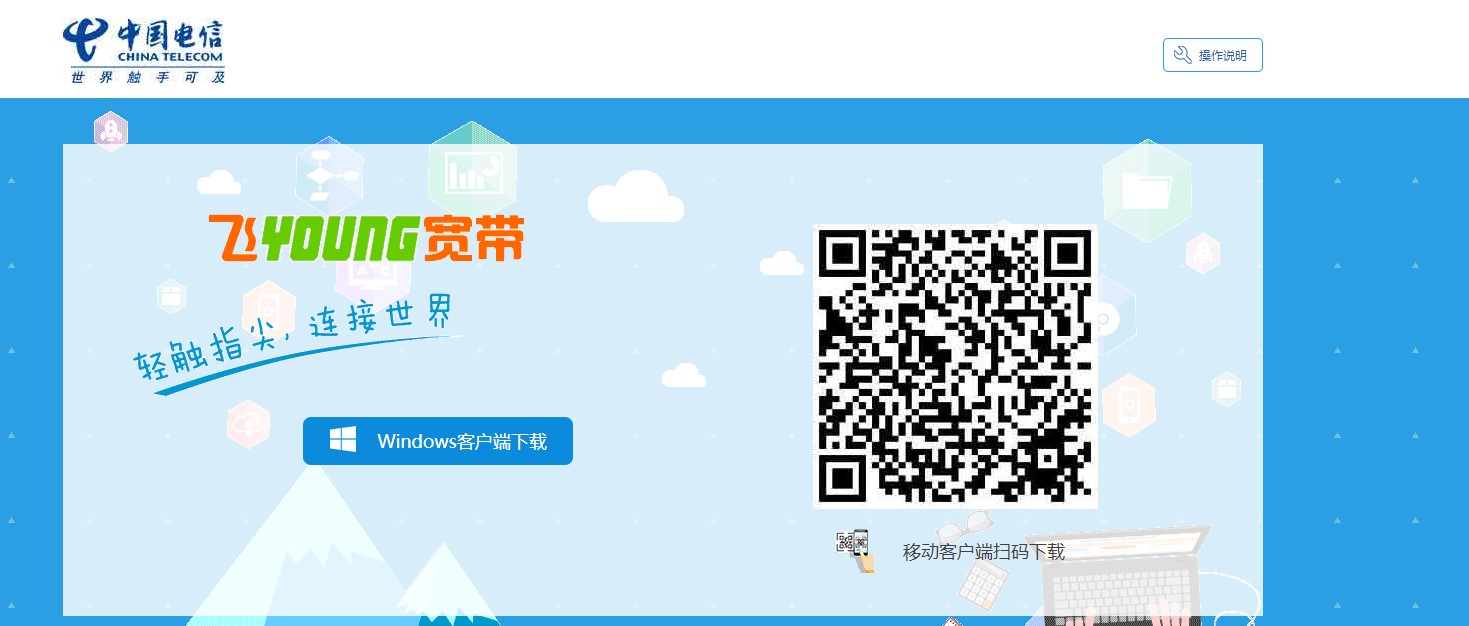 中国电信
CHINA TELECOM
世界触手可及
操作说明
飞YOUNG宽带
轻触指尖,连接世界
Windows客户端下载
移动客户端扫码下载